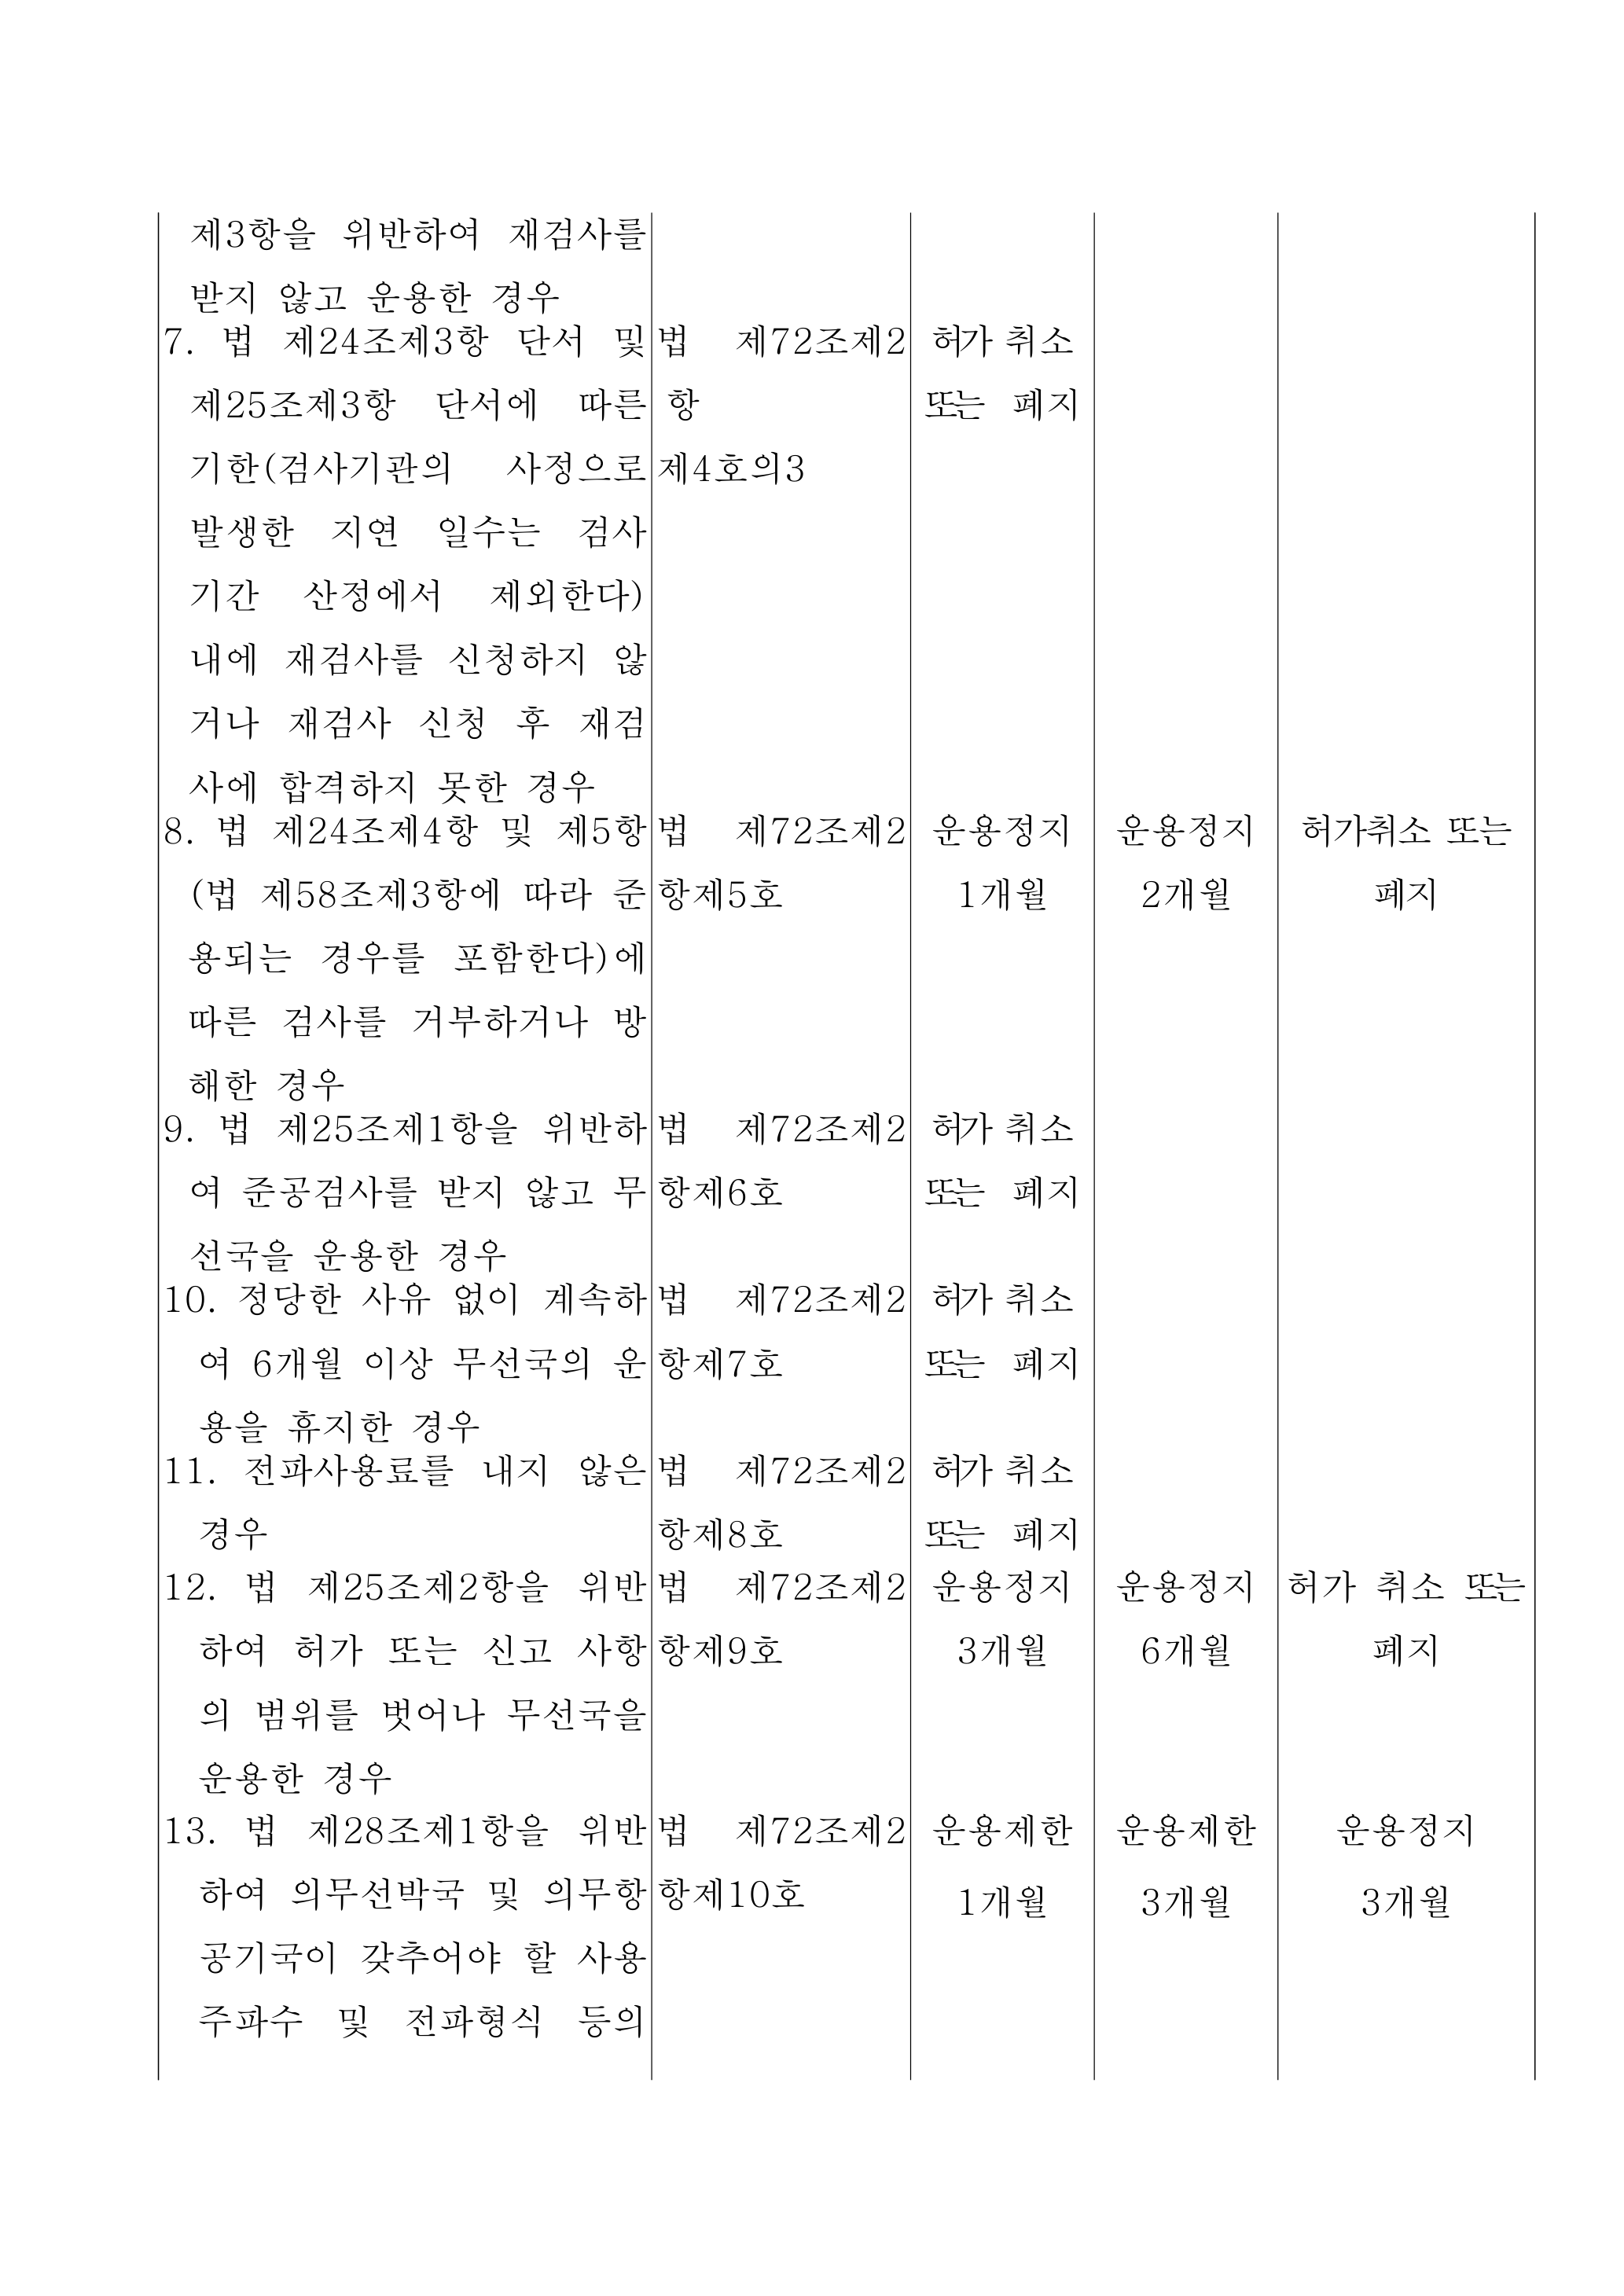 제3항을 위반하여 재검사를
받지 않고 운용한 경우
7. 법 제24조제3항 단서 및 법 제72조제2 허가 취소
제25조제3항 단서에 따른 항 또는 폐지
기한(검사기관의 사정으로 제4호의3
발생한 지연 일수는 검사
기간 산정에서 제외한다)
내에 재검사를 신청하지 않
거나 재검사 신청 후 재검
사에 합격하지 못한 경우
8. 법 제24조제4항 및 제5항 법 제72조제2 운용정지 운용정지 허가취소 또는
(법 제58조제3항에 따라 준 항제5호 1개월 2개월 폐지
용되는 경우를 포함한다)에
따른 검사를 거부하거나 방
해한 경우
9. 법 제25조제1항을 위반하 법 제72조제2 허가 취소
여 준공검사를 받지 않고 무 항제6호 또는 폐지
선국을 운용한 경우
10. 정당한 사유 없이 계속하 법 제72조제2 허가 취소
여 6개월 이상 무선국의 운 항제7호 또는 폐지
용을 휴지한 경우
11. 전파사용료를 내지 않은 법 제72조제2 허가 취소
경우 항제8호 또는 폐지
12. 법 제25조제2항을 위반 법 제72조제2 운용정지 운용정지 허가 취소 또는
하여 허가 또는 신고 사항 항제9호 3개월 6개월 폐지
의 범위를 벗어나 무선국을
운용한 경우
13. 법 제28조제1항을 위반 법 제72조제2 운용제한 운용제한 운용정지
하여 의무선박국 및 의무항 항제10호 1개월 3개월 3개월
공기국이 갖추어야 할 사용
주파수 및 전파형식 등의